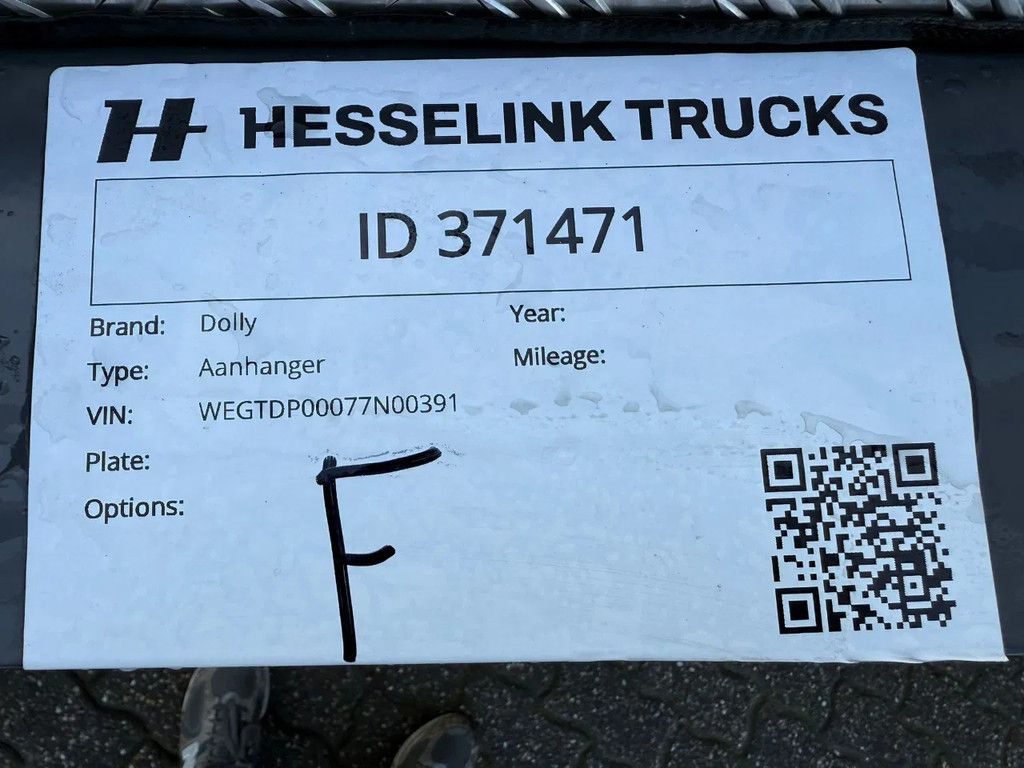 H HESSELINK TRUCKS
ID 371471
Brand: Dolly
Year:
Type: Aanhanger
Mileage:
VIN: WEGTDP00077N00391
Plate:
Options:
F